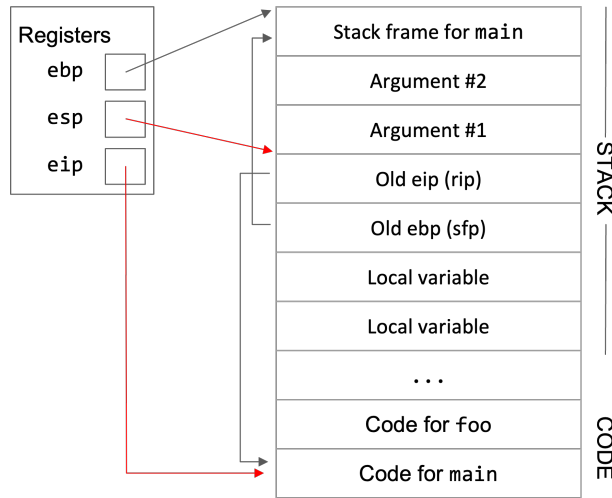 Registers
ebp
esp
eip
Stack frame for main
Argument #2
Argument #1
Old eip (rip)
Old ebp (sfp)
Local variable
Local variable
...
Code for foo
Code for main
STACK
CODE